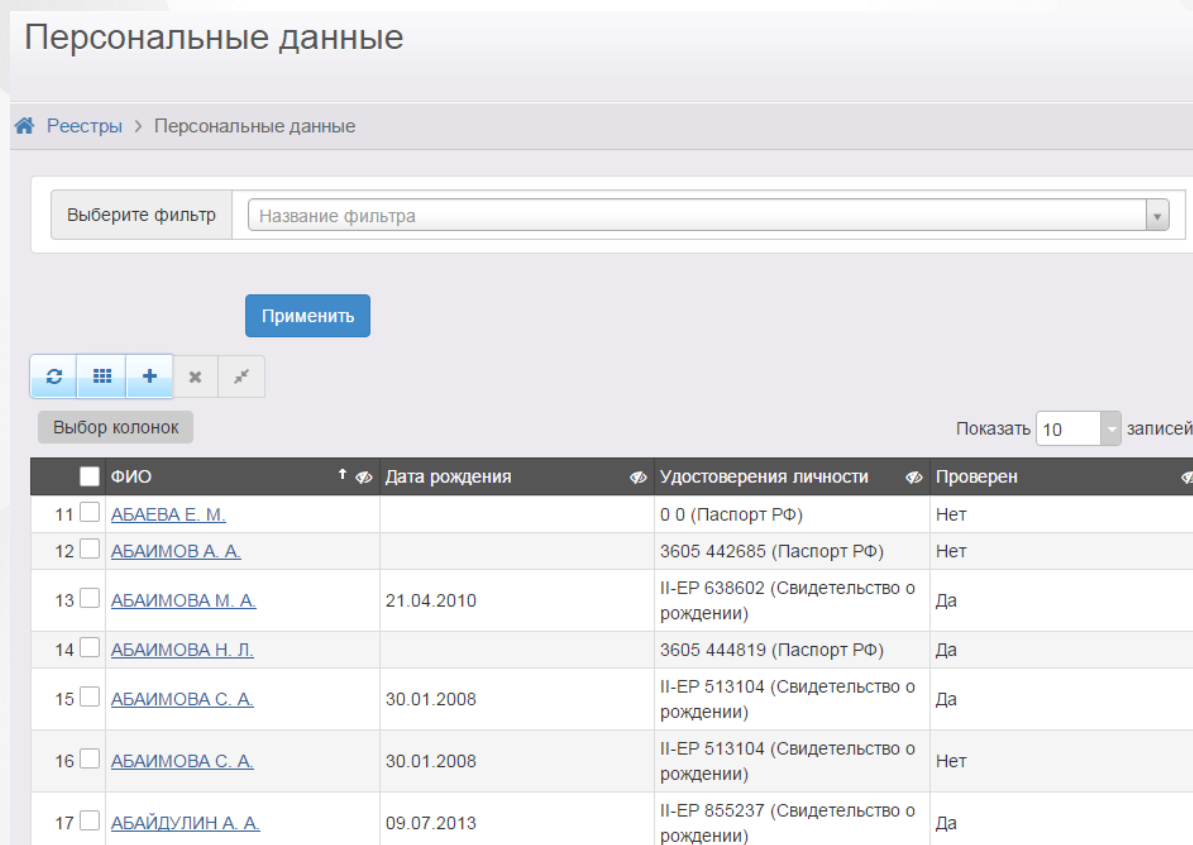 Персональные данные
Реестры > Персональные данные
Выберите фильтр Название фильтра
Применить
Выбор колонок Показать 10 записей
ФИО Дата рождения Удостоверения личности Проверен
11 АБАЕВА Е. М. 0 0 (Паспорт РФ) Нет
12 АБАИМОВ А. А. 3605 442685 (Паспорт РФ) Нет
13 АБАИМОВА М. А. 21.04.2010 II-ЕР 638602 (Свидетельство о рождении) Да
14 АБАИМОВА Н. Л. 3605 444819 (Паспорт РФ) Да
15 АБАИМОВА С. А. 30.01.2008 II-ЕР 513104 (Свидетельство о рождении) Да
16 АБАИМОВА С. А. 30.01.2008 II-ЕР 513104 (Свидетельство о рождении) Нет
17 АБАЙДУЛИН А. А. 09.07.2013 II-ЕР 855237 (Свидетельство о рождении) Да